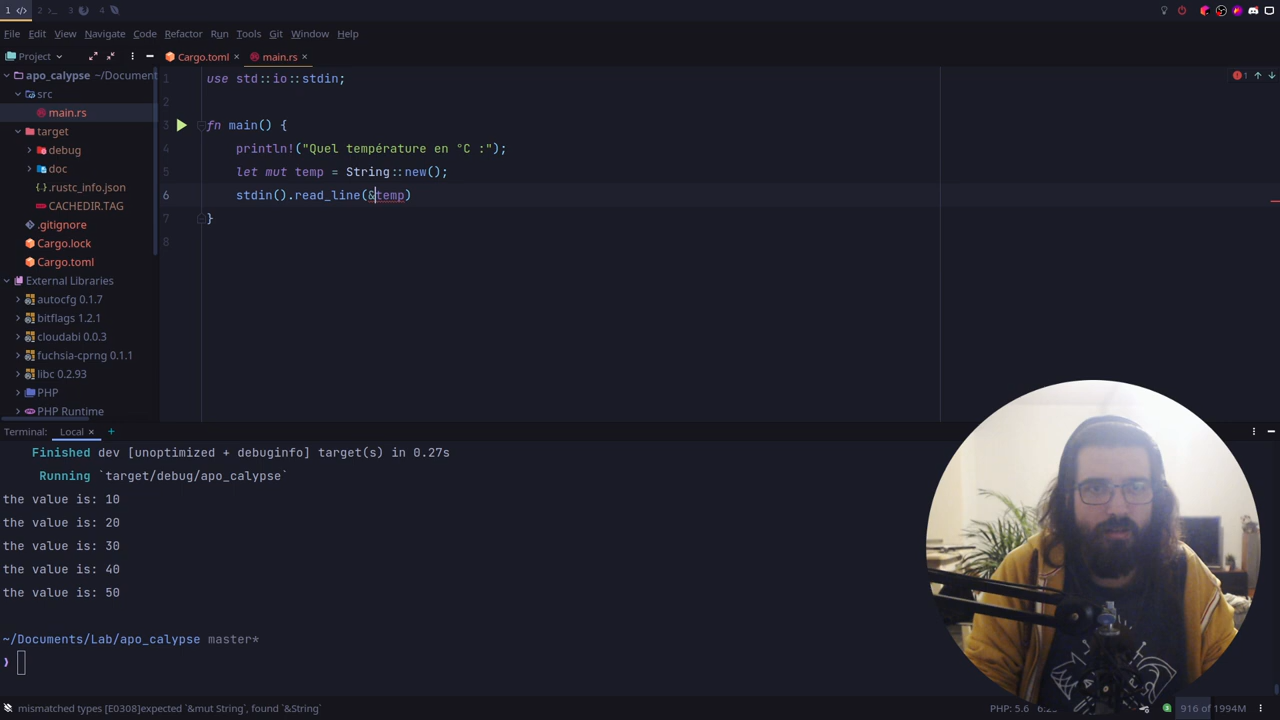 1 </> 2 >_ 3 4
File Edit View Navigate Code Refactor Run Tools Git Window Help
Project Cargo.toml × main.rs ×
apo_calypse ~/Document
src
main.rs
target
debug
doc
.rustc_info.json
CACHEDIR.TAG
.gitignore
Cargo.lock
Cargo.toml
External Libraries
autocfg 0.1.7
bitflags 1.2.1
cloudabi 0.0.3
fuchsia-cprng 0.1.1
libc 0.2.93
PHP
PHP Runtime
1 use std::io::stdin;
2
3 fn main() {
4 println!("Quel température en °C :");
5 let mut temp = String::new();
6 stdin().read_line(&temp)
7 }
8
1
Terminal: Local × +
Finished dev [unoptimized + debuginfo] target(s) in 0.27s
Running `target/debug/apo_calypse`
the value is: 10
the value is: 20
the value is: 30
the value is: 40
the value is: 50
~/Documents/Lab/apo_calypse master*
❯
mismatched types [E0308]expected `&mut String`, found `&String` PHP: 5.6 916 of 1994M